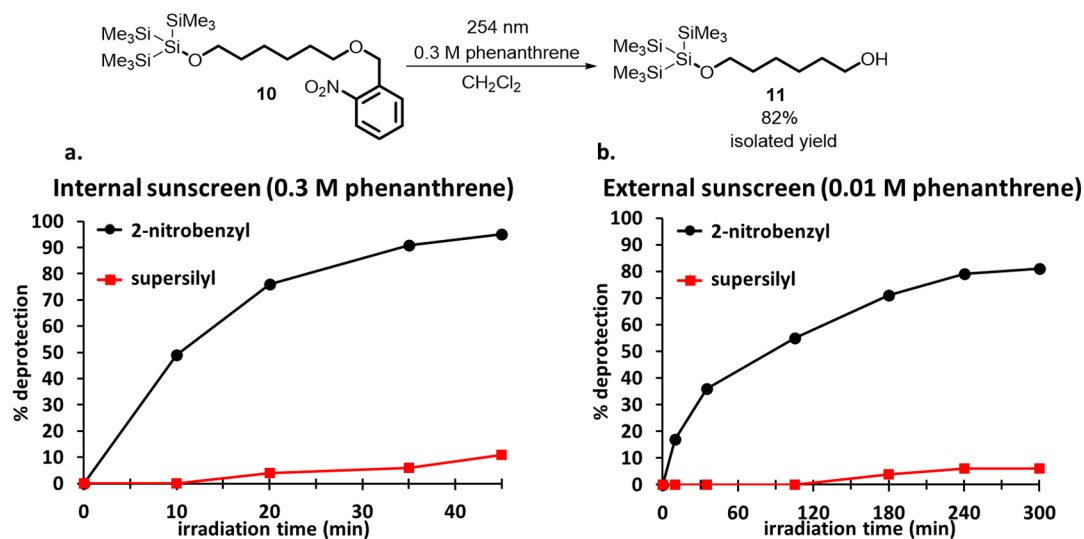 SiMe3
Me3Si
Si
Me3Si
O
O
O2N
10
254 nm
0.3 M phenanthrene
CH2Cl2
SiMe3
Me3Si
Si
Me3Si
O
OH
11
82%
isolated yield
a.
Internal sunscreen (0.3 M phenanthrene)
100
90
80
70
60
50
40
30
20
10
0
% deprotection
2-nitrobenzyl
supersilyl
0
20
40
irradiation time (min)
b.
External sunscreen (0.01 M phenanthrene)
100
90
80
70
60
50
40
30
20
10
0
% deprotection
2-nitrobenzyl
supersilyl
0
60
120
180
240
300
irradiation time (min)